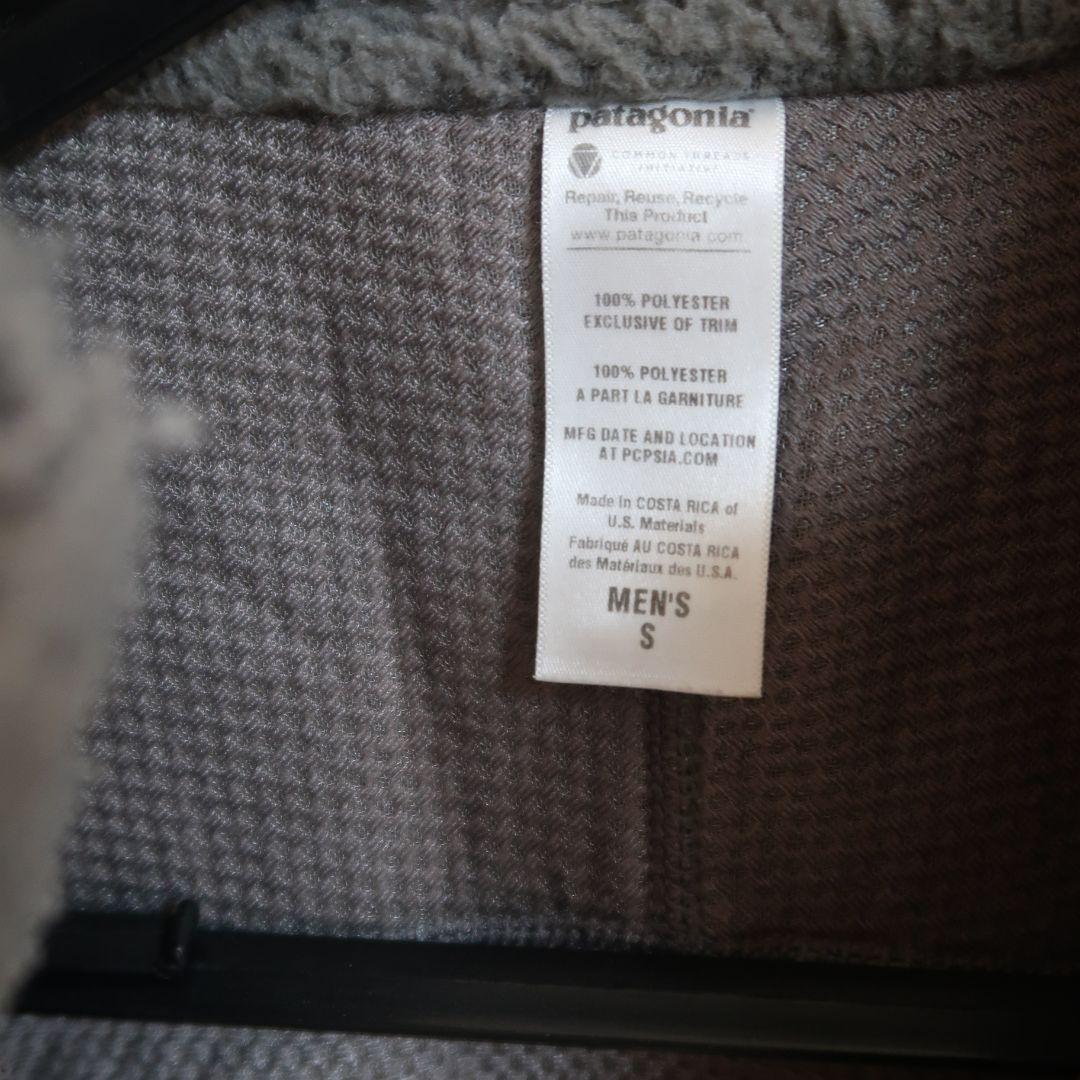 patagonia®
COMMON THREADS
INITIATIVE
Repair, Reuse, Recycle
This Product
www.patagonia.com
100% POLYESTER
EXCLUSIVE OF TRIM
100% POLYESTER
A PART LA GARNITURE
MFG DATE AND LOCATION
AT PCPSIA.COM
Made in COSTA RICA of
U.S. Materials
Fabriqué AU COSTA RICA
des Matériaux des U.S.A.
MEN'S
S